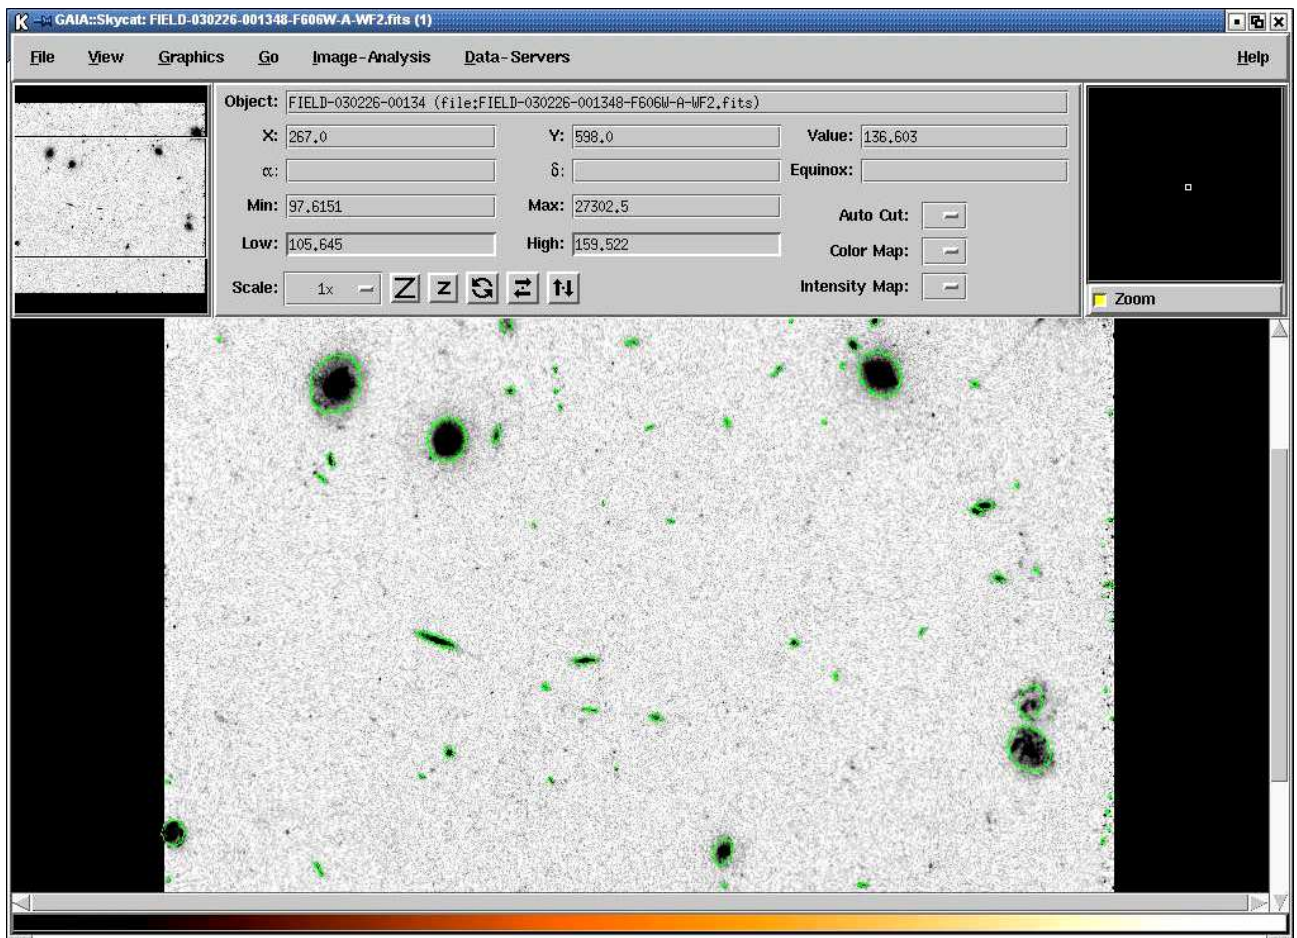 GAIA::Skycat: FIELD-030226-001348-F606W-A-WF2.fits (1)
File View Graphics Go Image-Analysis Data-Servers Help
Object: FIELD-030226-00134 (file:FIELD-030226-001348-F606W-A-WF2.fits)
X: 267.0 Y: 598.0 Value: 136.603
α: δ: Equinox:
Min: 97.6151 Max: 27302.5 Auto Cut:
Low: 105.645 High: 159.522 Color Map:
Scale: 1x Z z Intensity Map:
Zoom